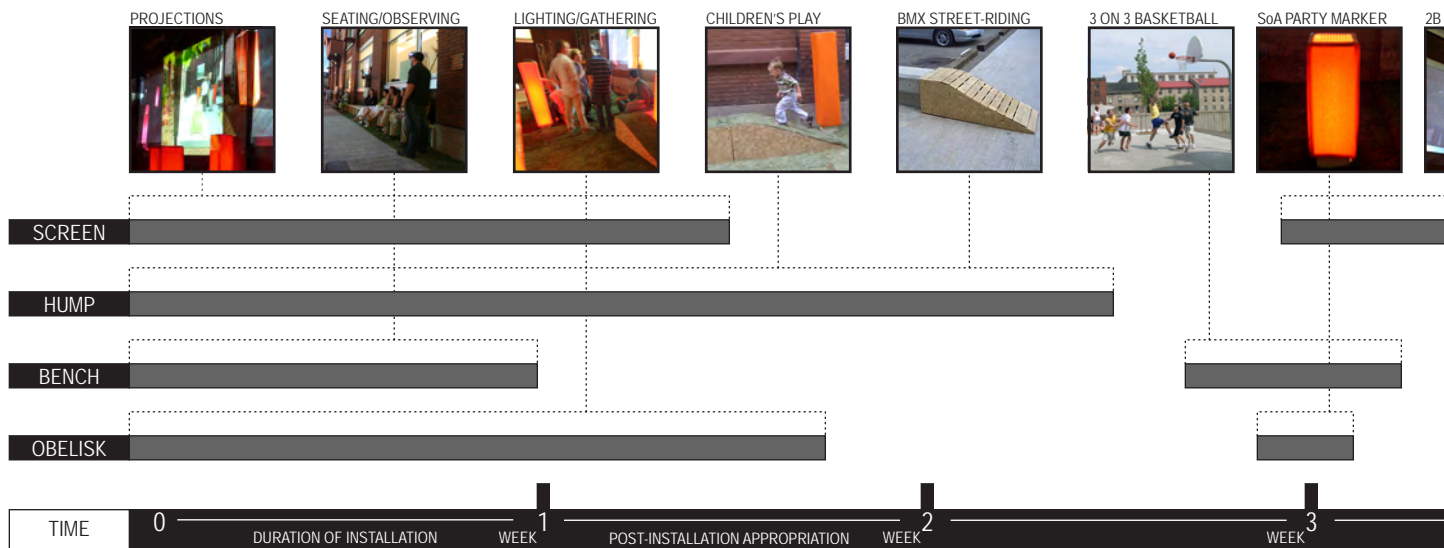 PROJECTIONS
SEATING/OBSERVING
LIGHTING/GATHERING
CHILDREN'S PLAY
BMX STREET-RIDING
3 ON 3 BASKETBALL
SoA PARTY MARKER
2B
SCREEN
HUMP
BENCH
OBELISK
TIME
0
DURATION OF INSTALLATION
WEEK 1
POST-INSTALLATION APPROPRIATION
WEEK 2
WEEK 3